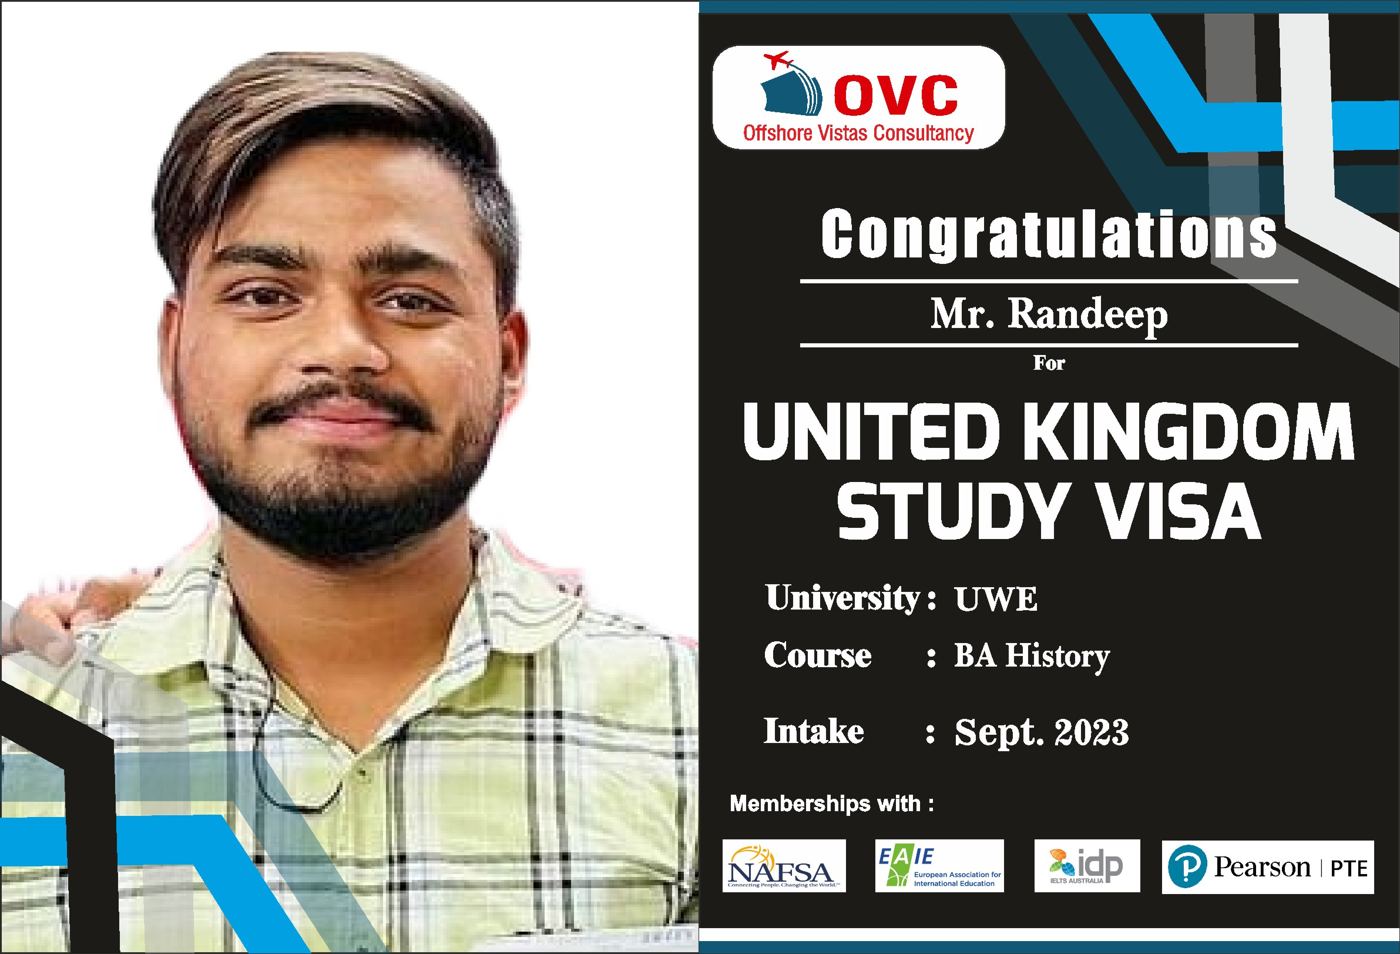 OVC
Offshore Vistas Consultancy
Congratulations
Mr. Randeep
For
UNITED KINGDOM
STUDY VISA
University : UWE
Course : BA History
Intake : Sept. 2023
Memberships with :
NAFSA
Connecting People. Changing the World.™
EAIE
European Association for
International Education
idp
IELTS AUSTRALIA
Pearson | PTE